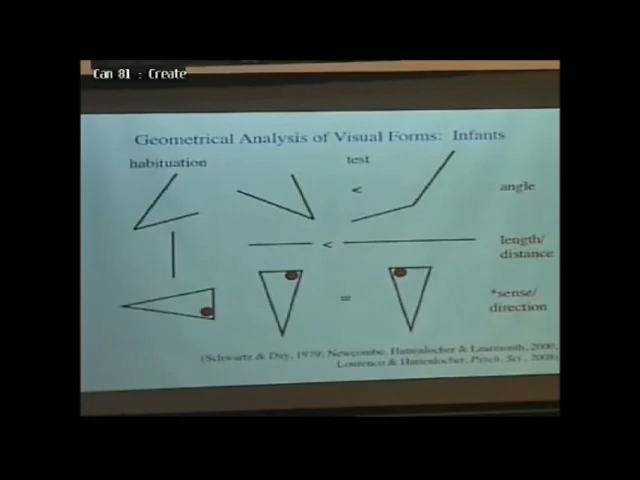 Cam 81 : Create
Geometrical Analysis of Visual Forms: Infants
habituation
test
<
angle
<
length/
distance
=
*sense/
direction
(Schwartz & Day, 1979; Newcombe, Huttenlocher & Learmonth, 2000,
Lourenco & Huttenlocher, Psych. Sci., 2008)